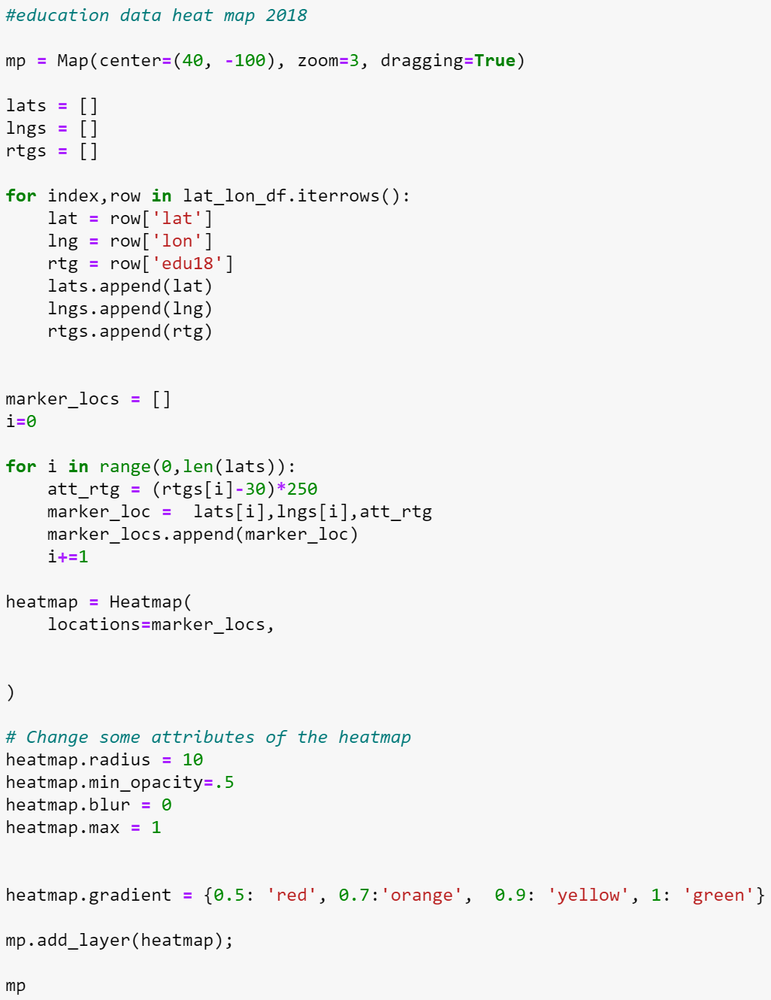 #education data heat map 2018
mp = Map(center=(40, -100), zoom=3, dragging=True)
lats = []
lngs = []
rtgs = []
for index,row in lat_lon_df.iterrows():
    lat = row['lat']
    lng = row['lon']
    rtg = row['edu18']
    lats.append(lat)
    lngs.append(lng)
    rtgs.append(rtg)
marker_locs = []
i=0
for i in range(0,len(lats)):
    att_rtg = (rtgs[i]-30)*250
    marker_loc =  lats[i],lngs[i],att_rtg
    marker_locs.append(marker_loc)
    i+=1
heatmap = Heatmap(
    locations=marker_locs,
)
# Change some attributes of the heatmap
heatmap.radius = 10
heatmap.min_opacity=.5
heatmap.blur = 0
heatmap.max = 1
heatmap.gradient = {0.5: 'red', 0.7:'orange',  0.9: 'yellow', 1: 'green'}
mp.add_layer(heatmap);
mp